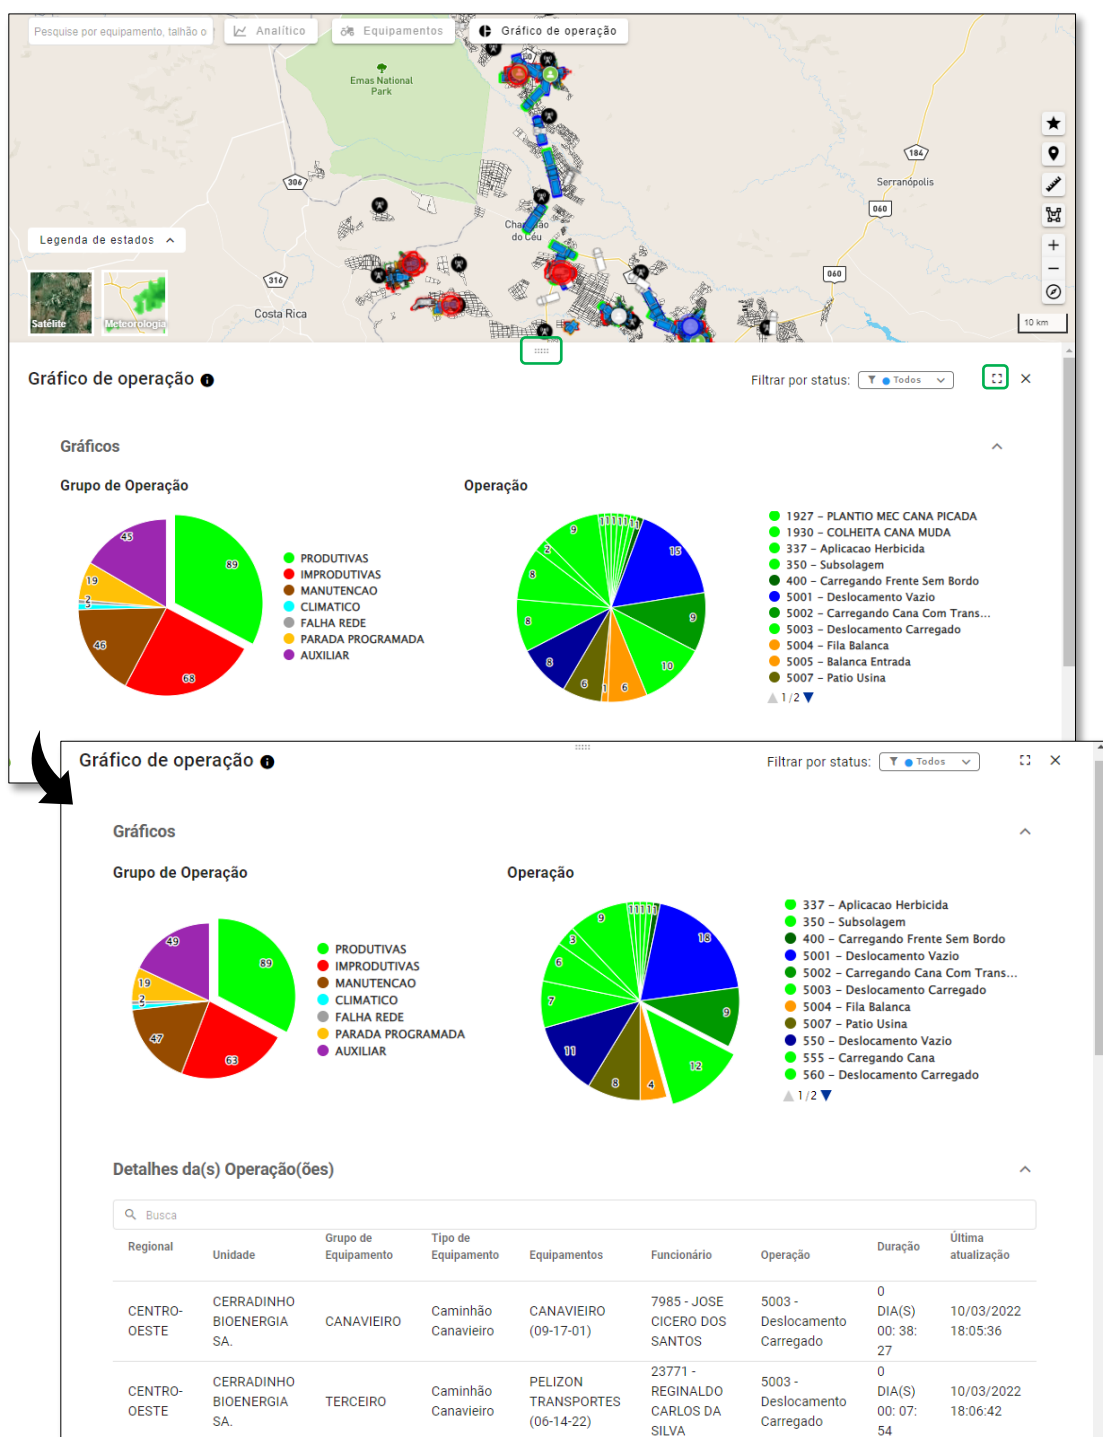 Pesquise por equipamento, talhão o
Analítico
Equipamentos
Gráfico de operação
Emas National
Park
184
Serranópolis
306
060
Chapadão
do Céu
Legenda de estados
316
060
Costa Rica
Satélite
Meteorologia
10 km
Gráfico de operação
Filtrar por status:
Todos
Gráficos
Grupo de Operação
Operação
45
89
19
2
46
68
PRODUTIVAS
IMPRODUTIVAS
MANUTENCAO
CLIMATICO
FALHA REDE
PARADA PROGRAMADA
AUXILIAR
9
2
8
8
8
6
1
6
10
9
15
1927 - PLANTIO MEC CANA PICADA
1930 - COLHEITA CANA MUDA
337 - Aplicacao Herbicida
350 - Subsolagem
400 - Carregando Frente Sem Bordo
5001 - Deslocamento Vazio
5002 - Carregando Cana Com Trans...
5003 - Deslocamento Carregado
5004 - Fila Balanca
5005 - Balanca Entrada
5007 - Patio Usina
1/2
Gráfico de operação
Filtrar por status:
Todos
Gráficos
Grupo de Operação
Operação
49
89
19
2
47
63
PRODUTIVAS
IMPRODUTIVAS
MANUTENCAO
CLIMATICO
FALHA REDE
PARADA PROGRAMADA
AUXILIAR
9
3
6
7
11
8
4
12
9
18
337 - Aplicacao Herbicida
350 - Subsolagem
400 - Carregando Frente Sem Bordo
5001 - Deslocamento Vazio
5002 - Carregando Cana Com Trans...
5003 - Deslocamento Carregado
5004 - Fila Balanca
5007 - Patio Usina
550 - Deslocamento Vazio
555 - Carregando Cana
560 - Deslocamento Carregado
1/2
Detalhes da(s) Operação(ões)
Busca
Regional
Unidade
Grupo de
Equipamento
Tipo de
Equipamento
Equipamentos
Funcionário
Operação
Duração
Última
atualização
CENTRO-
OESTE
CERRADINHO
BIOENERGIA
SA.
CANAVIEIRO
Caminhão
Canavieiro
CANAVIEIRO
(09-17-01)
7985 - JOSE
CICERO DOS
SANTOS
5003 -
Deslocamento
Carregado
0
DIA(S)
00: 38:
27
10/03/2022
18:05:36
CENTRO-
OESTE
CERRADINHO
BIOENERGIA
SA.
TERCEIRO
Caminhão
Canavieiro
PELIZON
TRANSPORTES
(06-14-22)
23771 -
REGINALDO
CARLOS DA
SILVA
5003 -
Deslocamento
Carregado
0
DIA(S)
00: 07:
54
10/03/2022
18:06:42